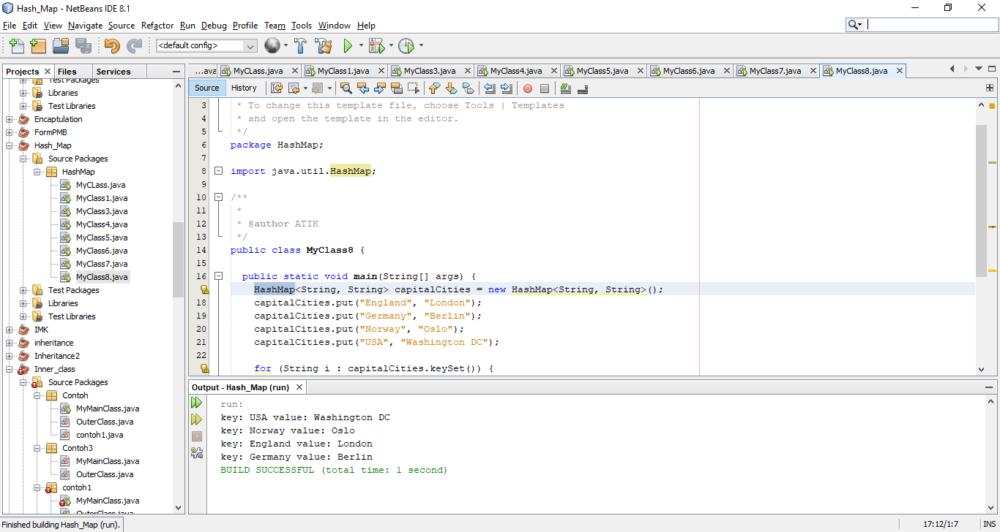 Hash_Map - NetBeans IDE 8.1
File Edit View Navigate Source Refactor Run Debug Profile Team Tools Window Help
<default config>
Projects Files Services
Test Packages
Libraries
Test Libraries
Encaptulation
FormPMB
Hash_Map
Source Packages
HashMap
MyCLass.java
MyClass1.java
MyClass3.java
MyClass4.java
MyClass5.java
MyClass6.java
MyClass7.java
MyClass8.java
Test Packages
Libraries
Test Libraries
IMK
inheritance
Inheritance2
Inner_class
Source Packages
Contoh
MyMainClass.java
OuterClass.java
contoh1.java
Contoh3
MyMainClass.java
OuterClass.java
contoh1
MyMainClass.java
OuterClass.java
...ava MyCLass.java MyClass1.java MyClass3.java MyClass4.java MyClass5.java MyClass6.java MyClass7.java MyClass8.java
Source History
3 * To change this template file, choose Tools | Templates
4 * and open the template in the editor.
5 */
6 package HashMap;
7
8 import java.util.HashMap;
9
10 /**
11 *
12 * @author ATIK
13 */
14 public class MyClass8 {
15
16 public static void main(String[] args) {
HashMap<String, String> capitalCities = new HashMap<String, String>();
18 capitalCities.put("England", "London");
19 capitalCities.put("Germany", "Berlin");
20 capitalCities.put("Norway", "Oslo");
21 capitalCities.put("USA", "Washington DC");
22
for (String i : capitalCities.keySet()) {
Output - Hash_Map (run)
run:
key: USA value: Washington DC
key: Norway value: Oslo
key: England value: London
key: Germany value: Berlin
BUILD SUCCESSFUL (total time: 1 second)
Finished building Hash_Map (run).
17:12/1:7 INS